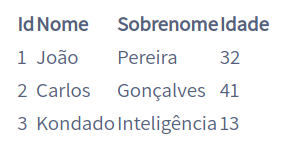 Id Nome Sobrenome Idade
1 João Pereira 32
2 Carlos Gonçalves 41
3 Kondado Inteligência 13